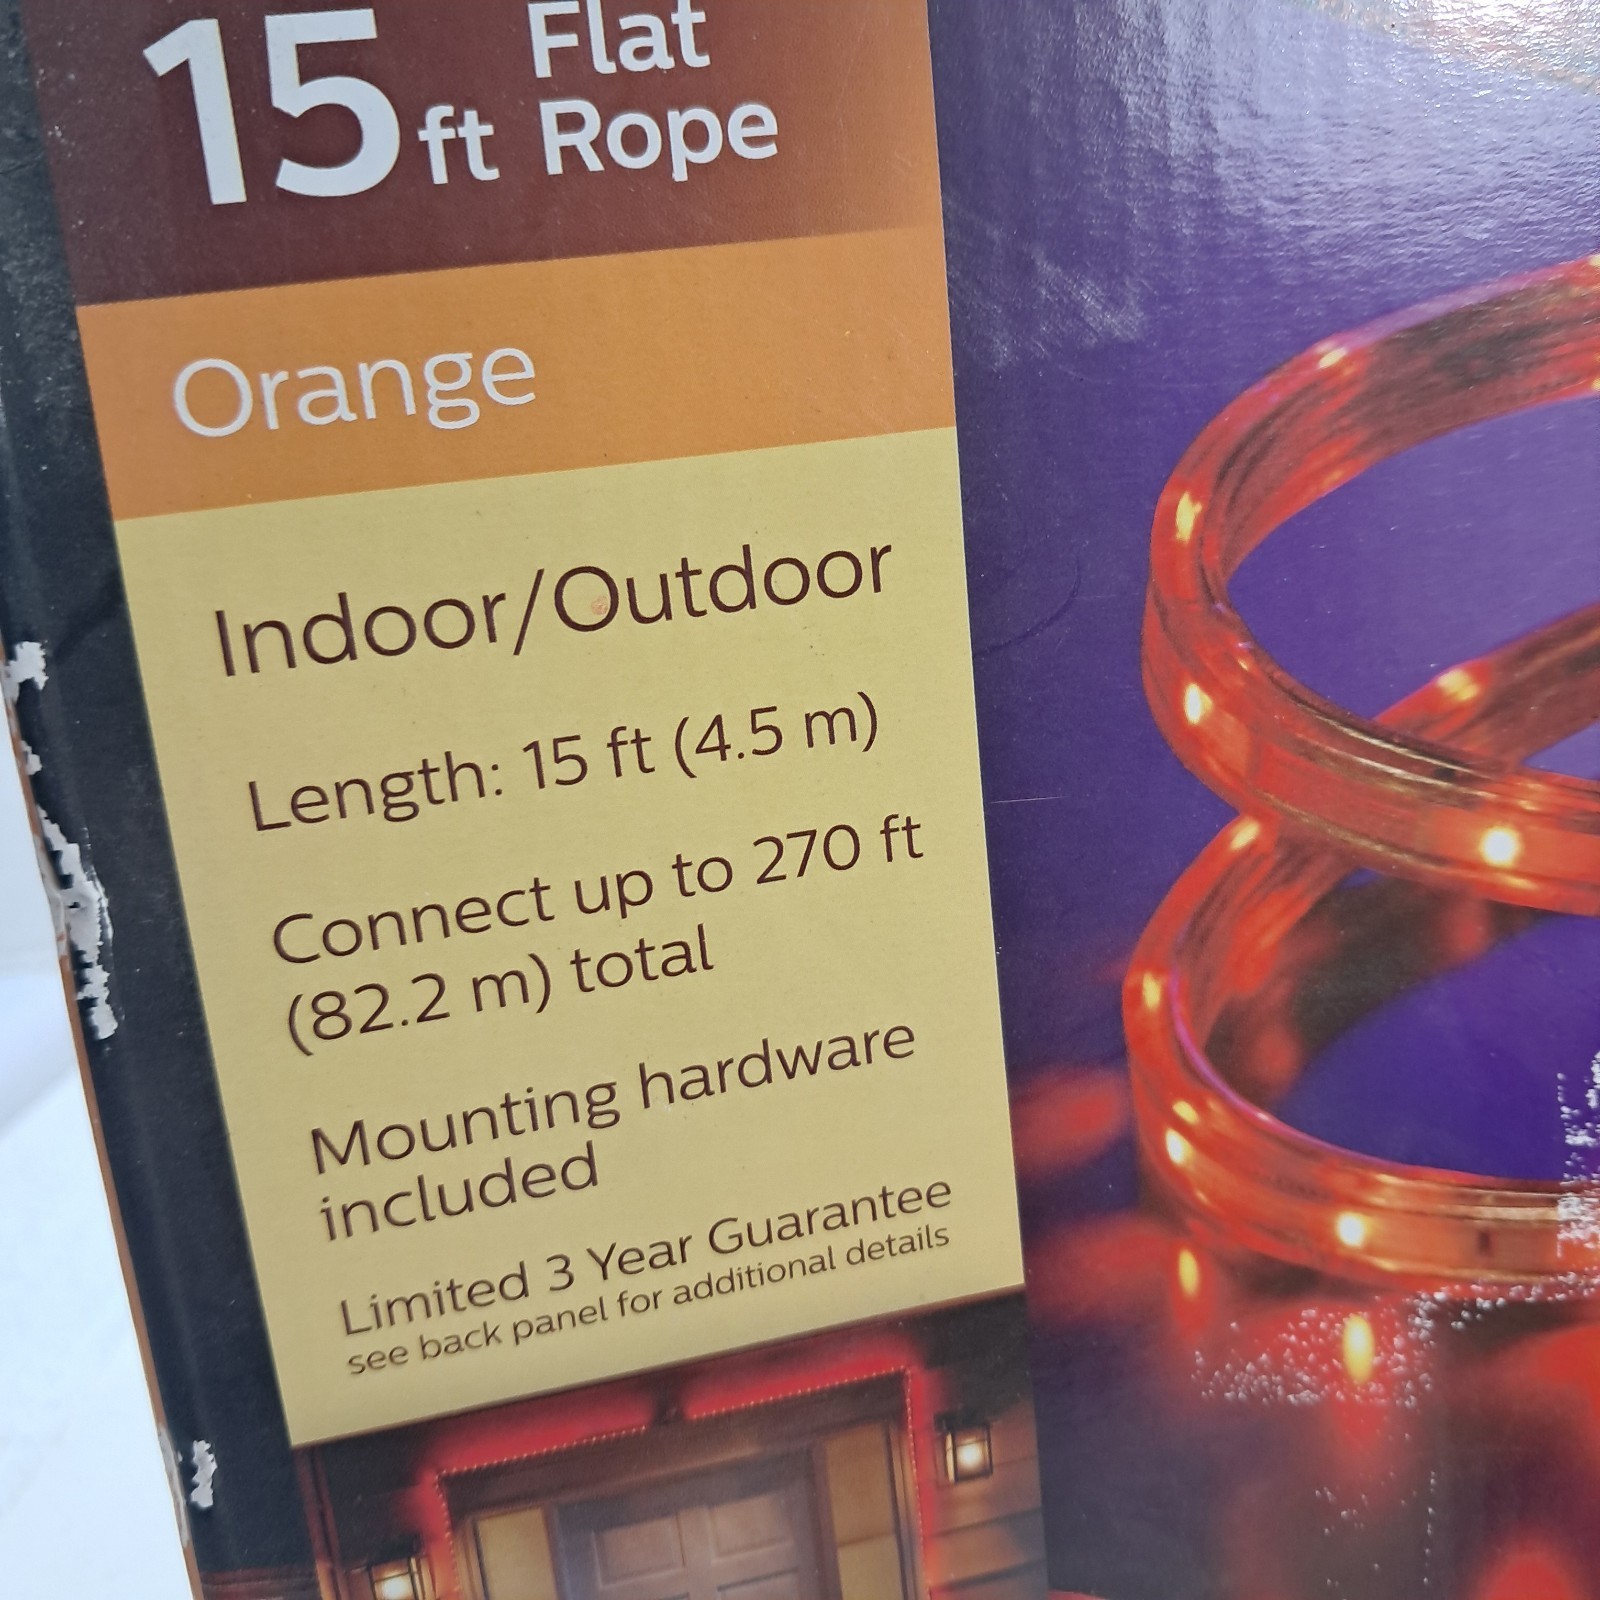 15 ft Flat
Rope
Orange
Indoor/Outdoor
Length: 15 ft (4.5 m)
Connect up to 270 ft
(82.2 m) total
Mounting hardware
included
Limited 3 Year Guarantee
see back panel for additional details